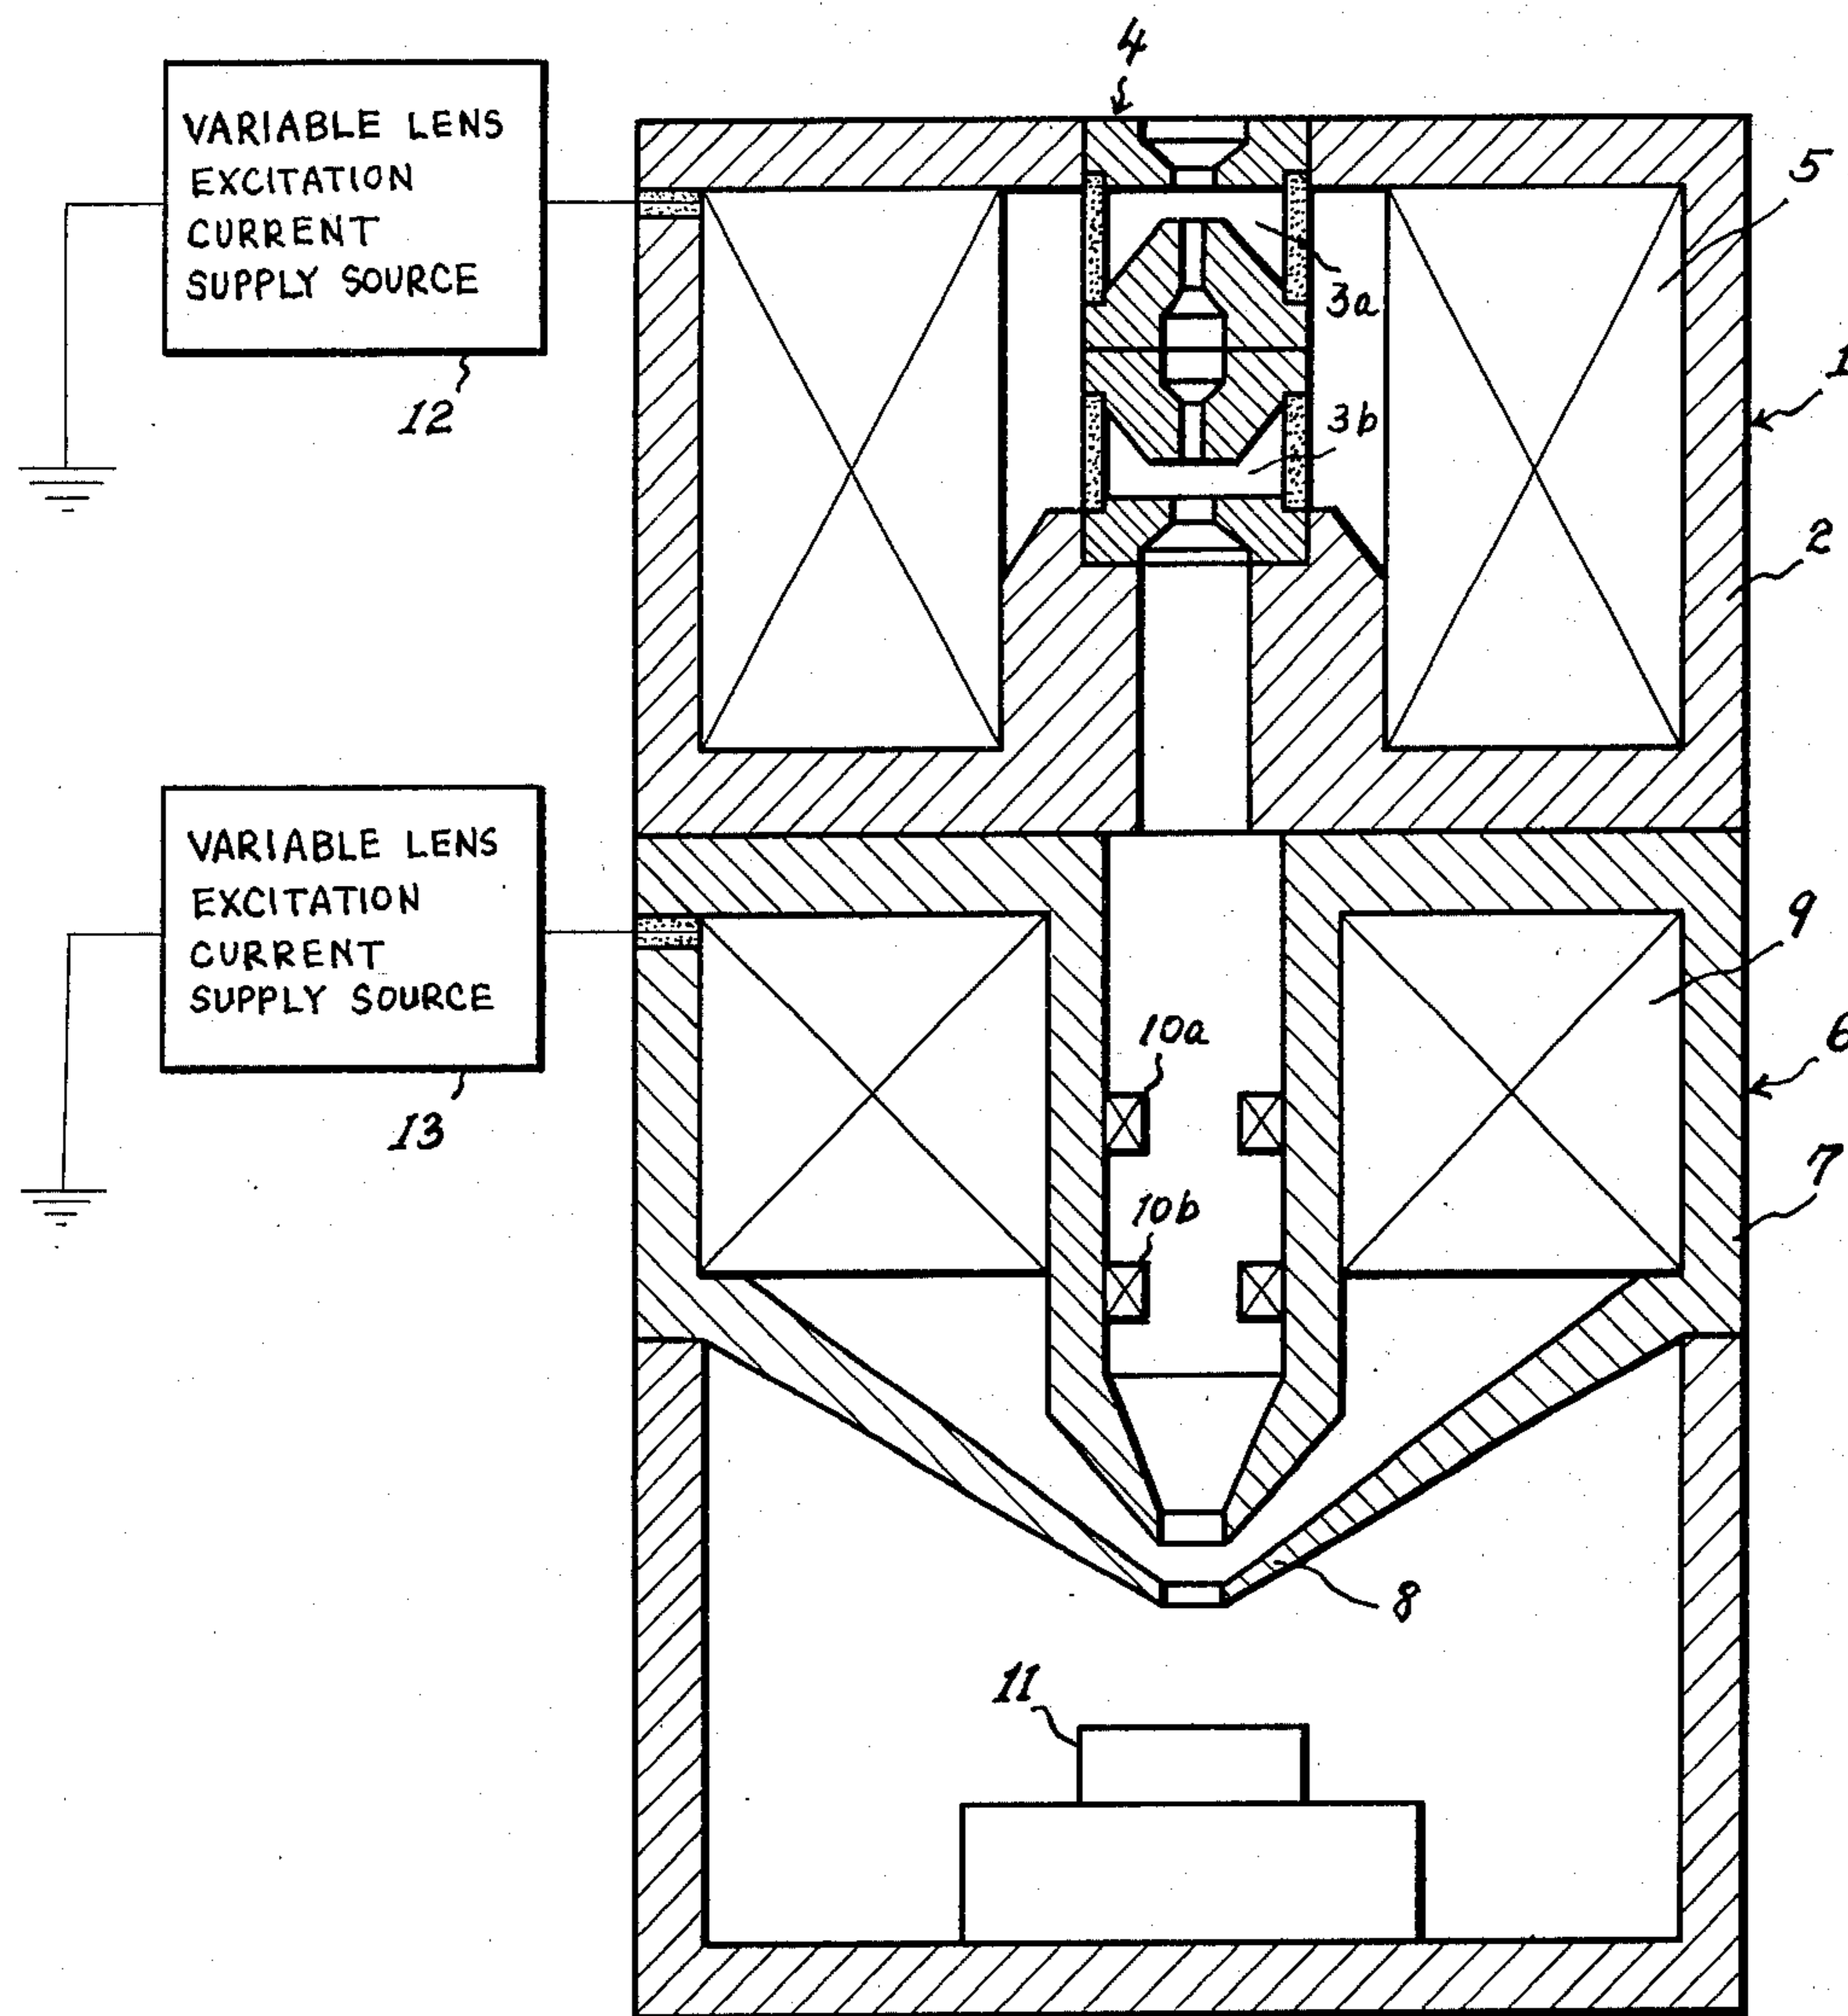 4
VARIABLE LENS
EXCITATION
CURRENT
SUPPLY SOURCE
5
3a
1
12
3b
2
VARIABLE LENS
EXCITATION
CURRENT
SUPPLY SOURCE
9
10a
6
13
7
10b
8
11